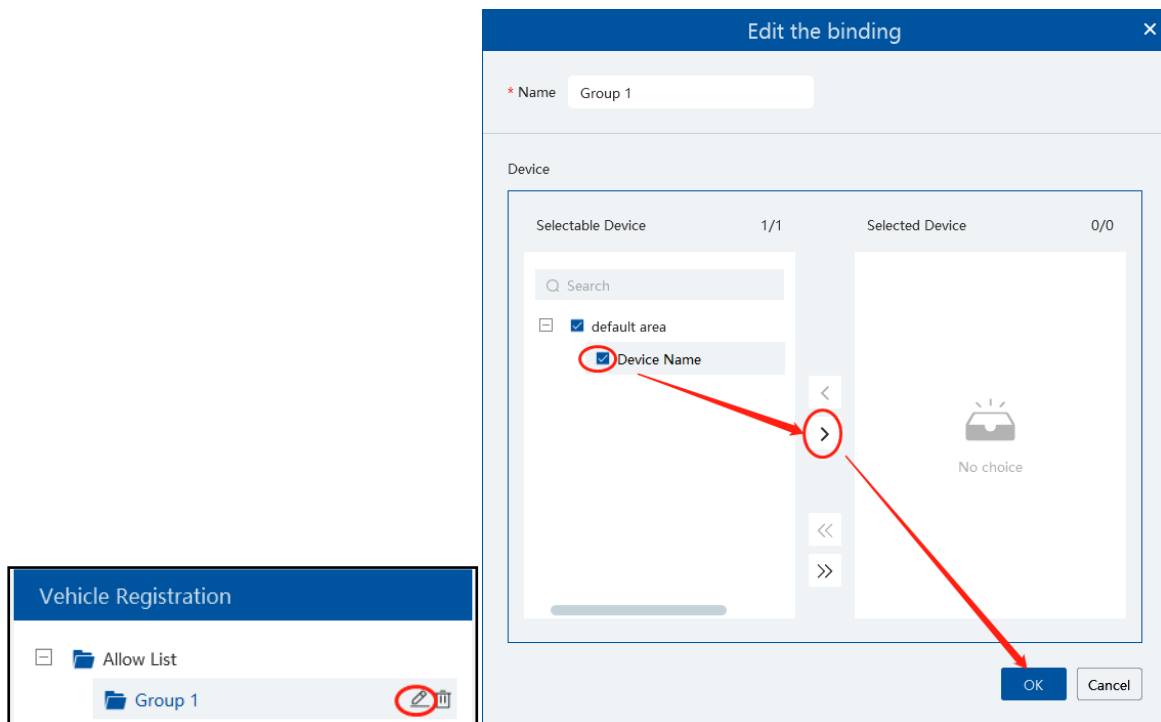 Edit the binding
* Name Group 1
Device
Selectable Device 1/1
Selected Device 0/0
Search
default area
Device Name
No choice
OK Cancel
Vehicle Registration
Allow List
Group 1